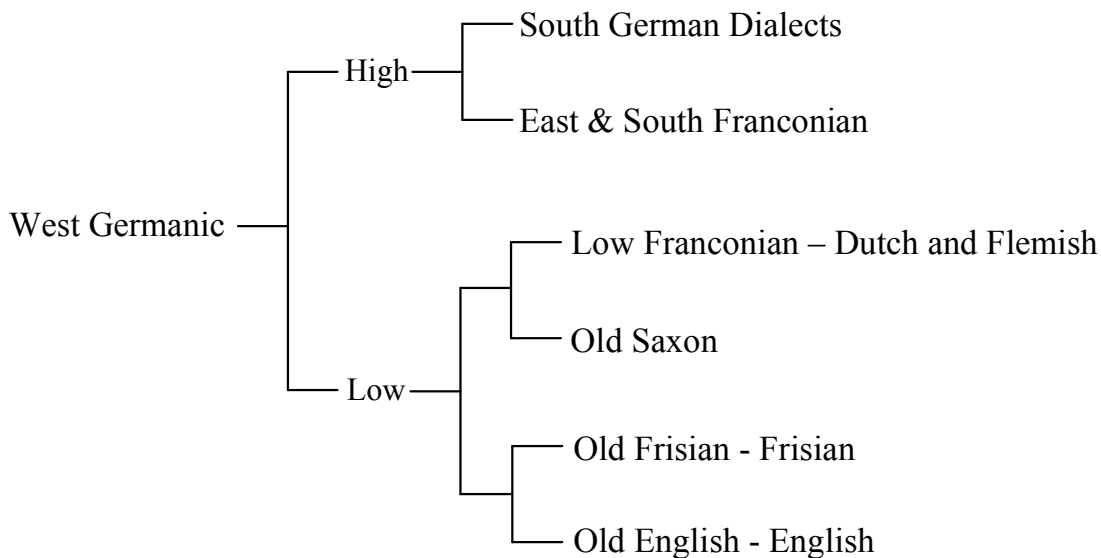 South German Dialects
High
East & South Franconian
West Germanic
Low Franconian – Dutch and Flemish
Old Saxon
Low
Old Frisian - Frisian
Old English - English